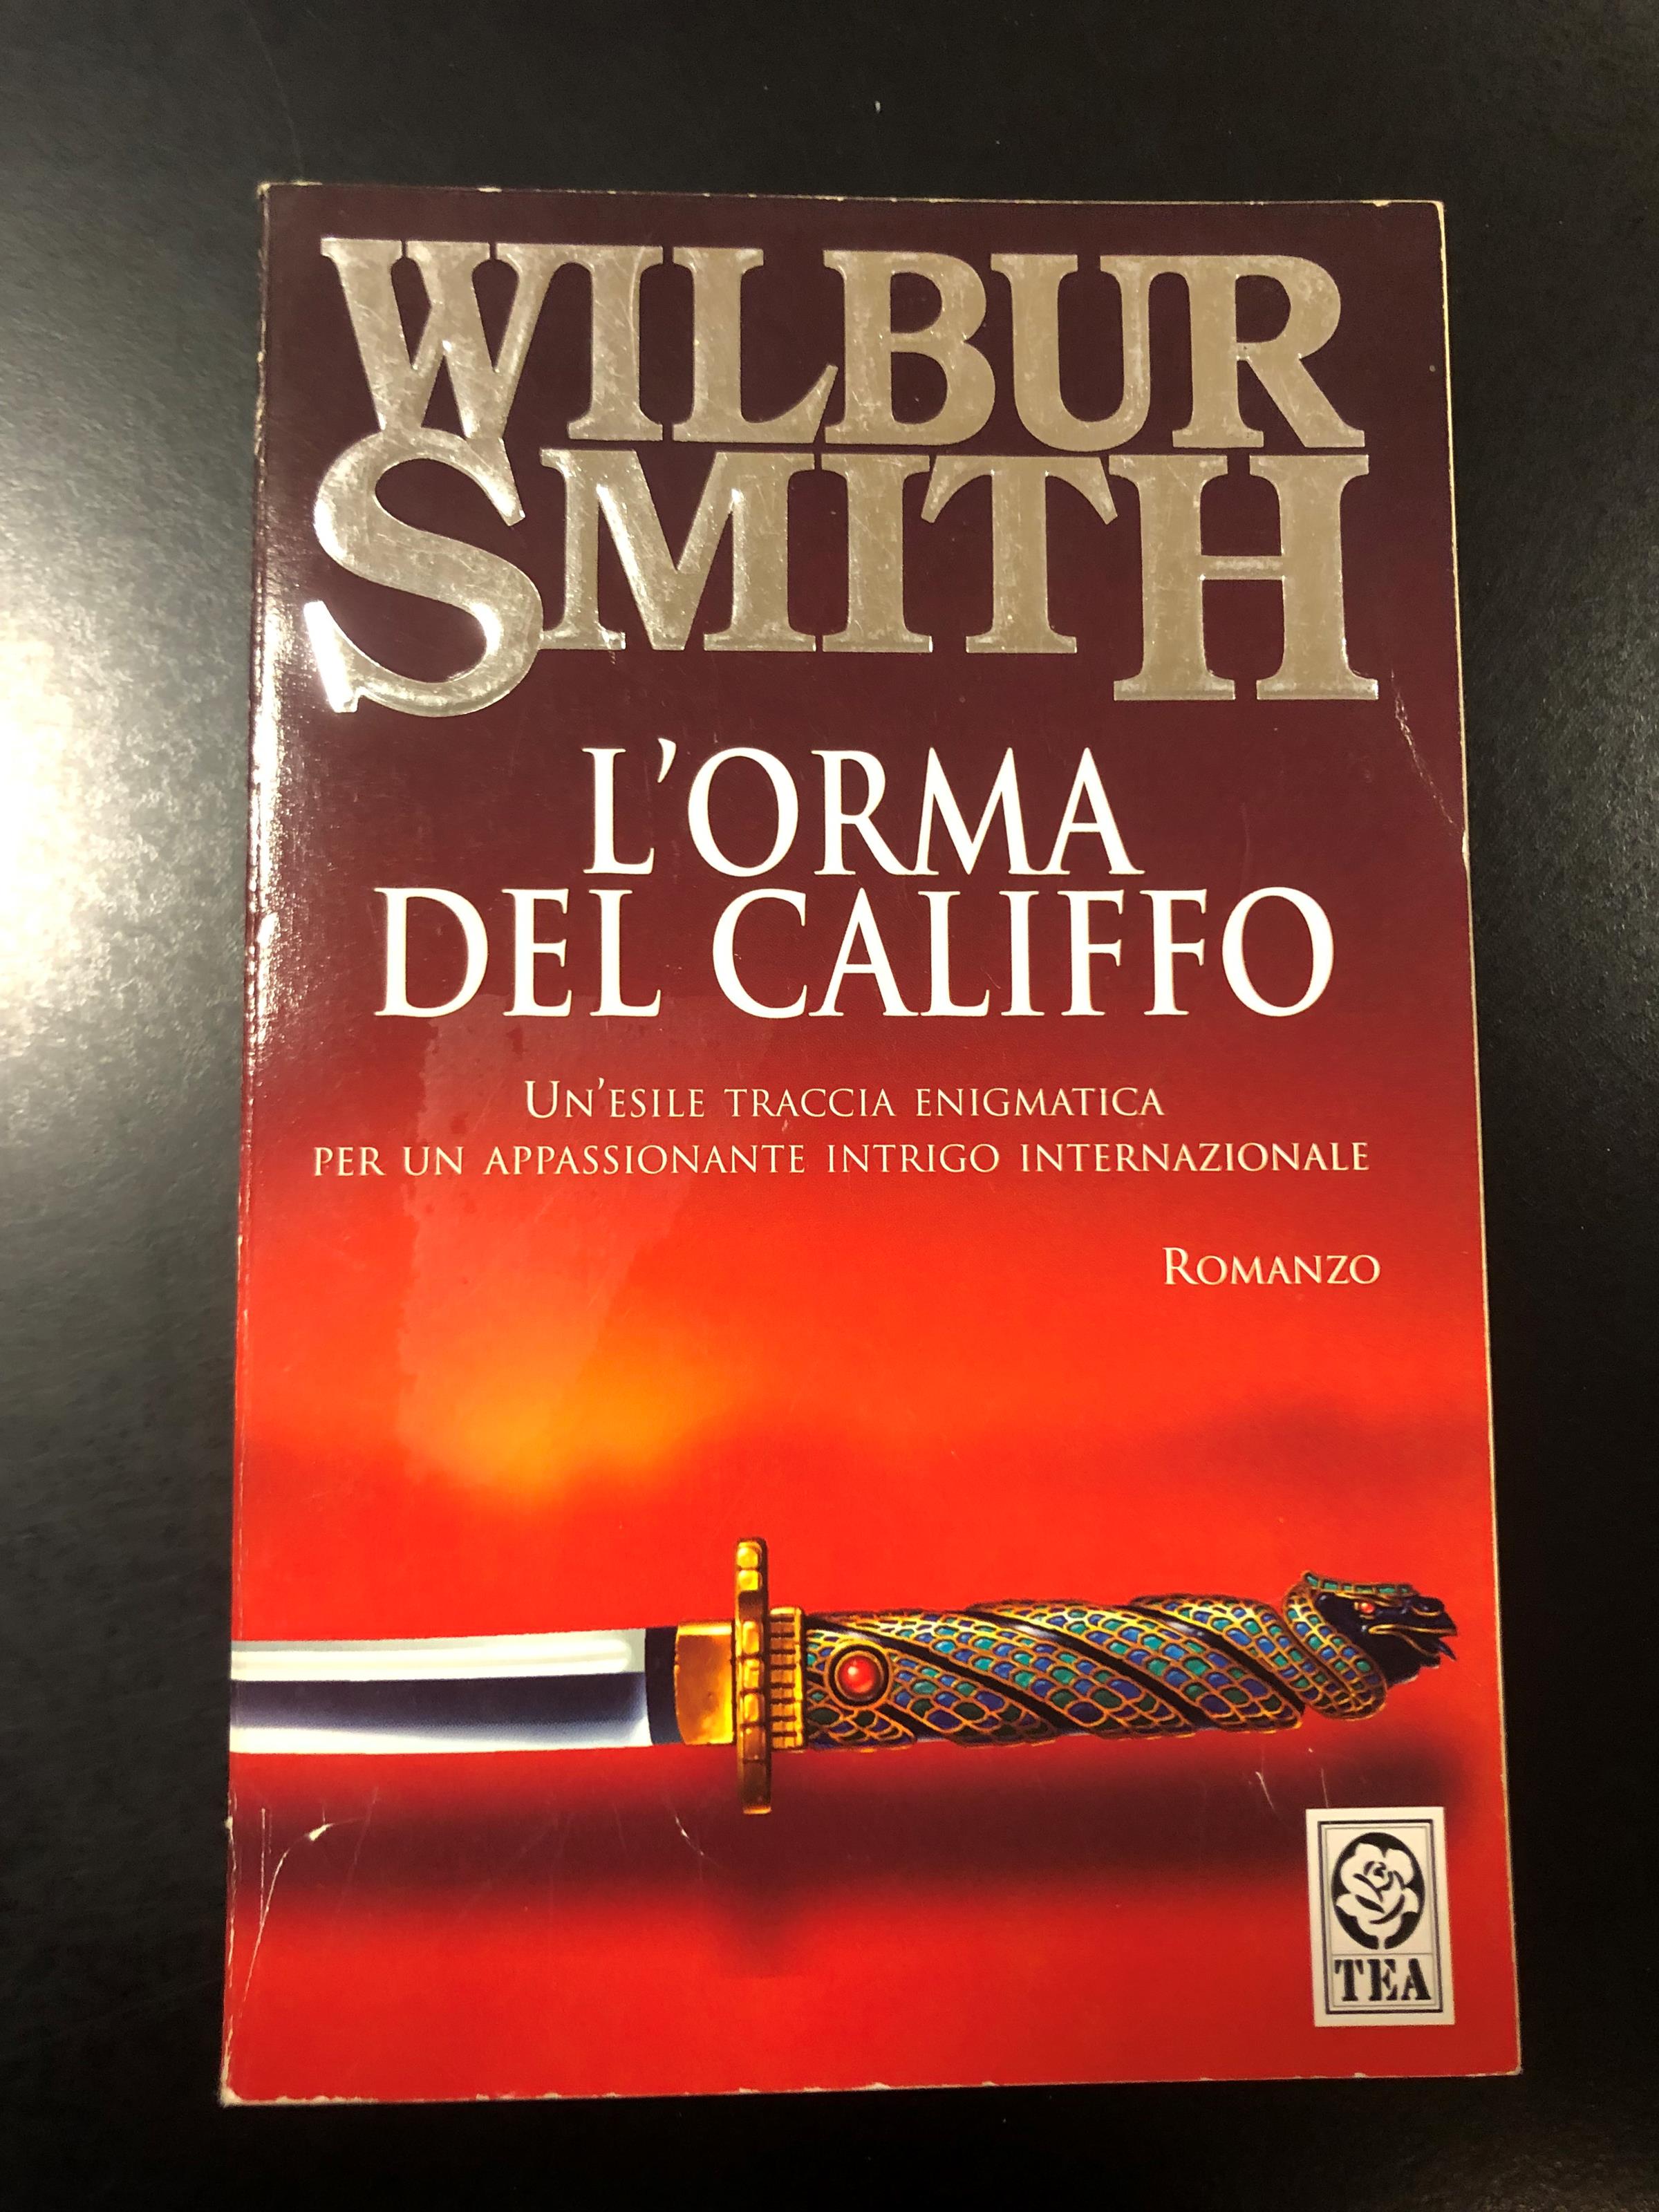 WILBUR
SMITH
L'ORMA
DEL CALIFFO
UN'ESILE TRACCIA ENIGMATICA
PER UN APPASSIONANTE INTRIGO INTERNAZIONALE
ROMANZO
TEA